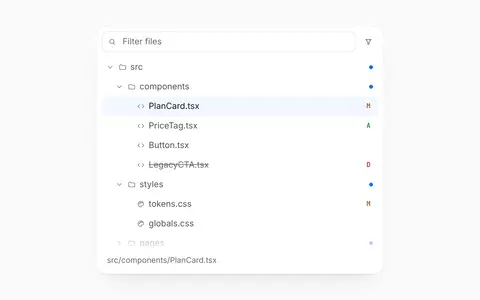 Filter files
src
components
PlanCard.tsx M
PriceTag.tsx A
Button.tsx
LegacyCTA.tsx D
styles
tokens.css M
globals.css
pages
src/components/PlanCard.tsx